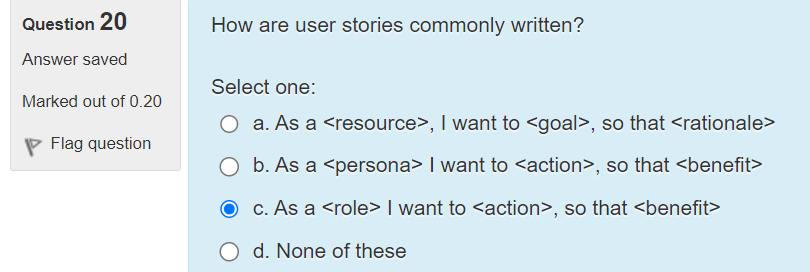 Question 20
Answer saved
Marked out of 0.20
Flag question
How are user stories commonly written?
Select one:
a. As a <resource>, I want to <goal>, so that <rationale>
b. As a <persona> I want to <action>, so that <benefit>
c. As a <role> I want to <action>, so that <benefit>
d. None of these